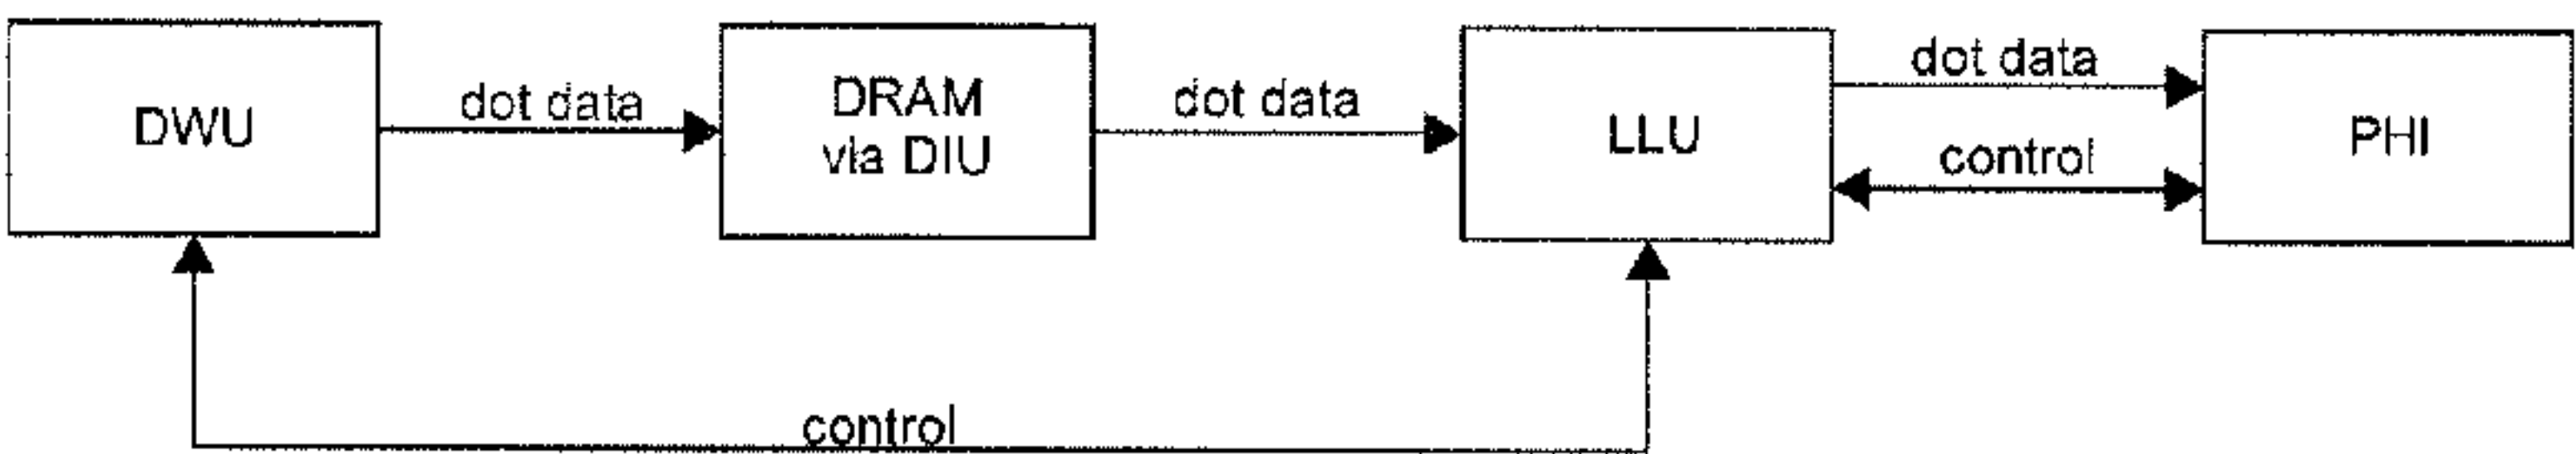 DWU
dot data
DRAM
via DIU
dot data
LLU
dot data
control
PHI
control